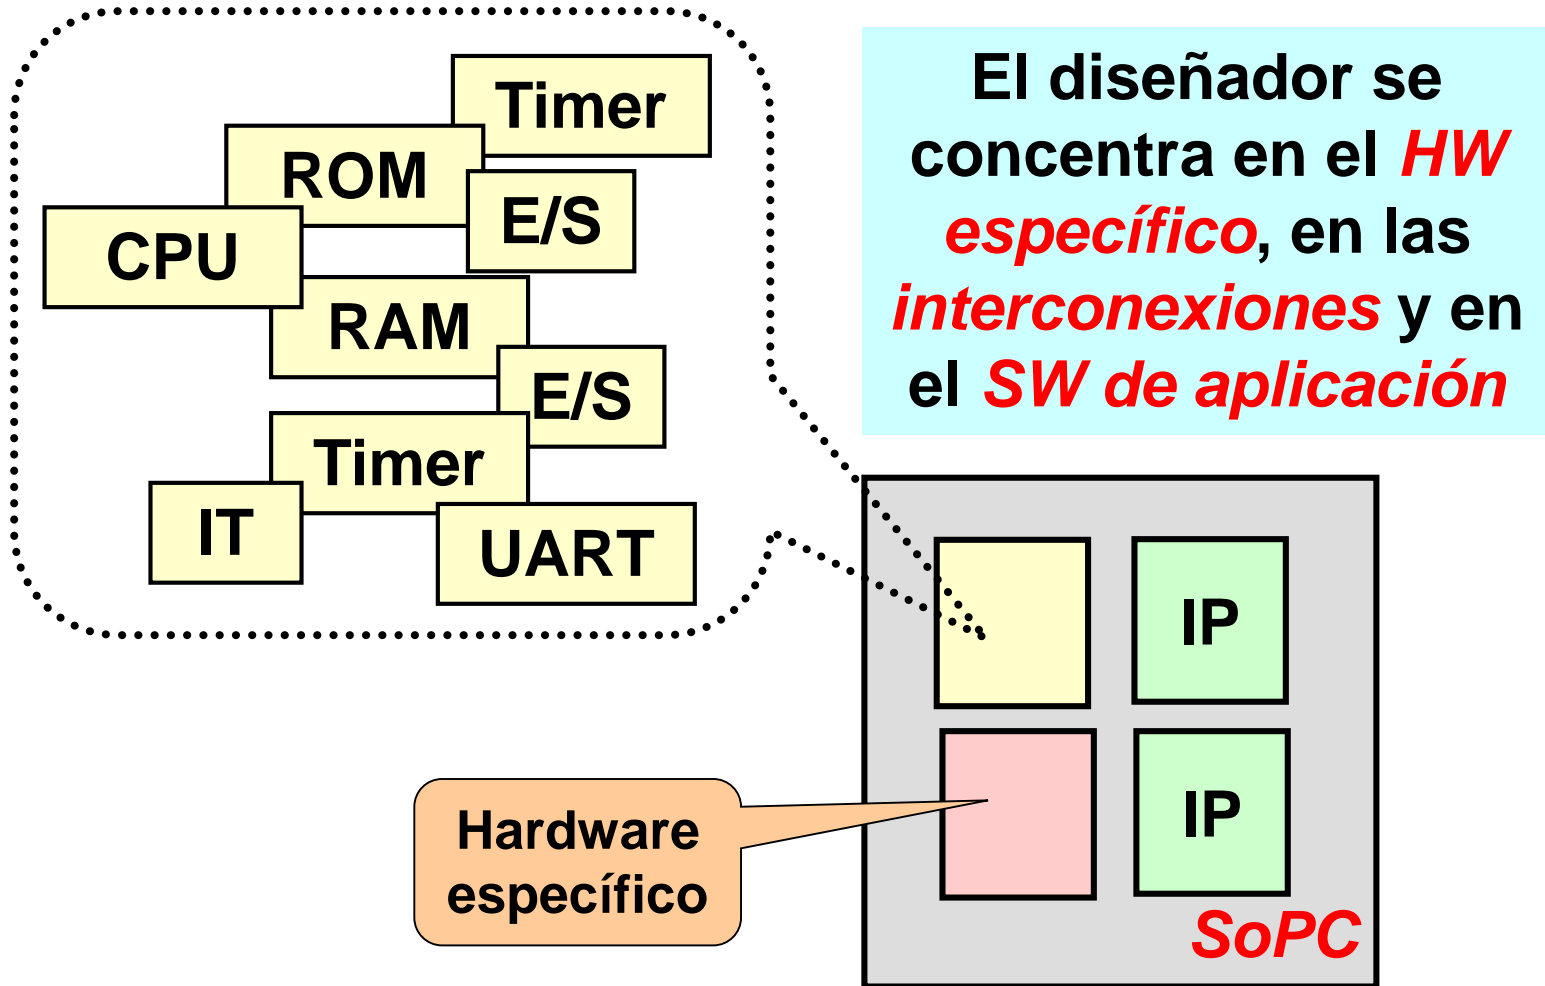 Timer
ROM
E/S
CPU
RAM
E/S
Timer
IT
UART
El diseñador se
concentra en el HW
específico, en las
interconexiones y en
el SW de aplicación
IP
IP
Hardware
específico
SoPC